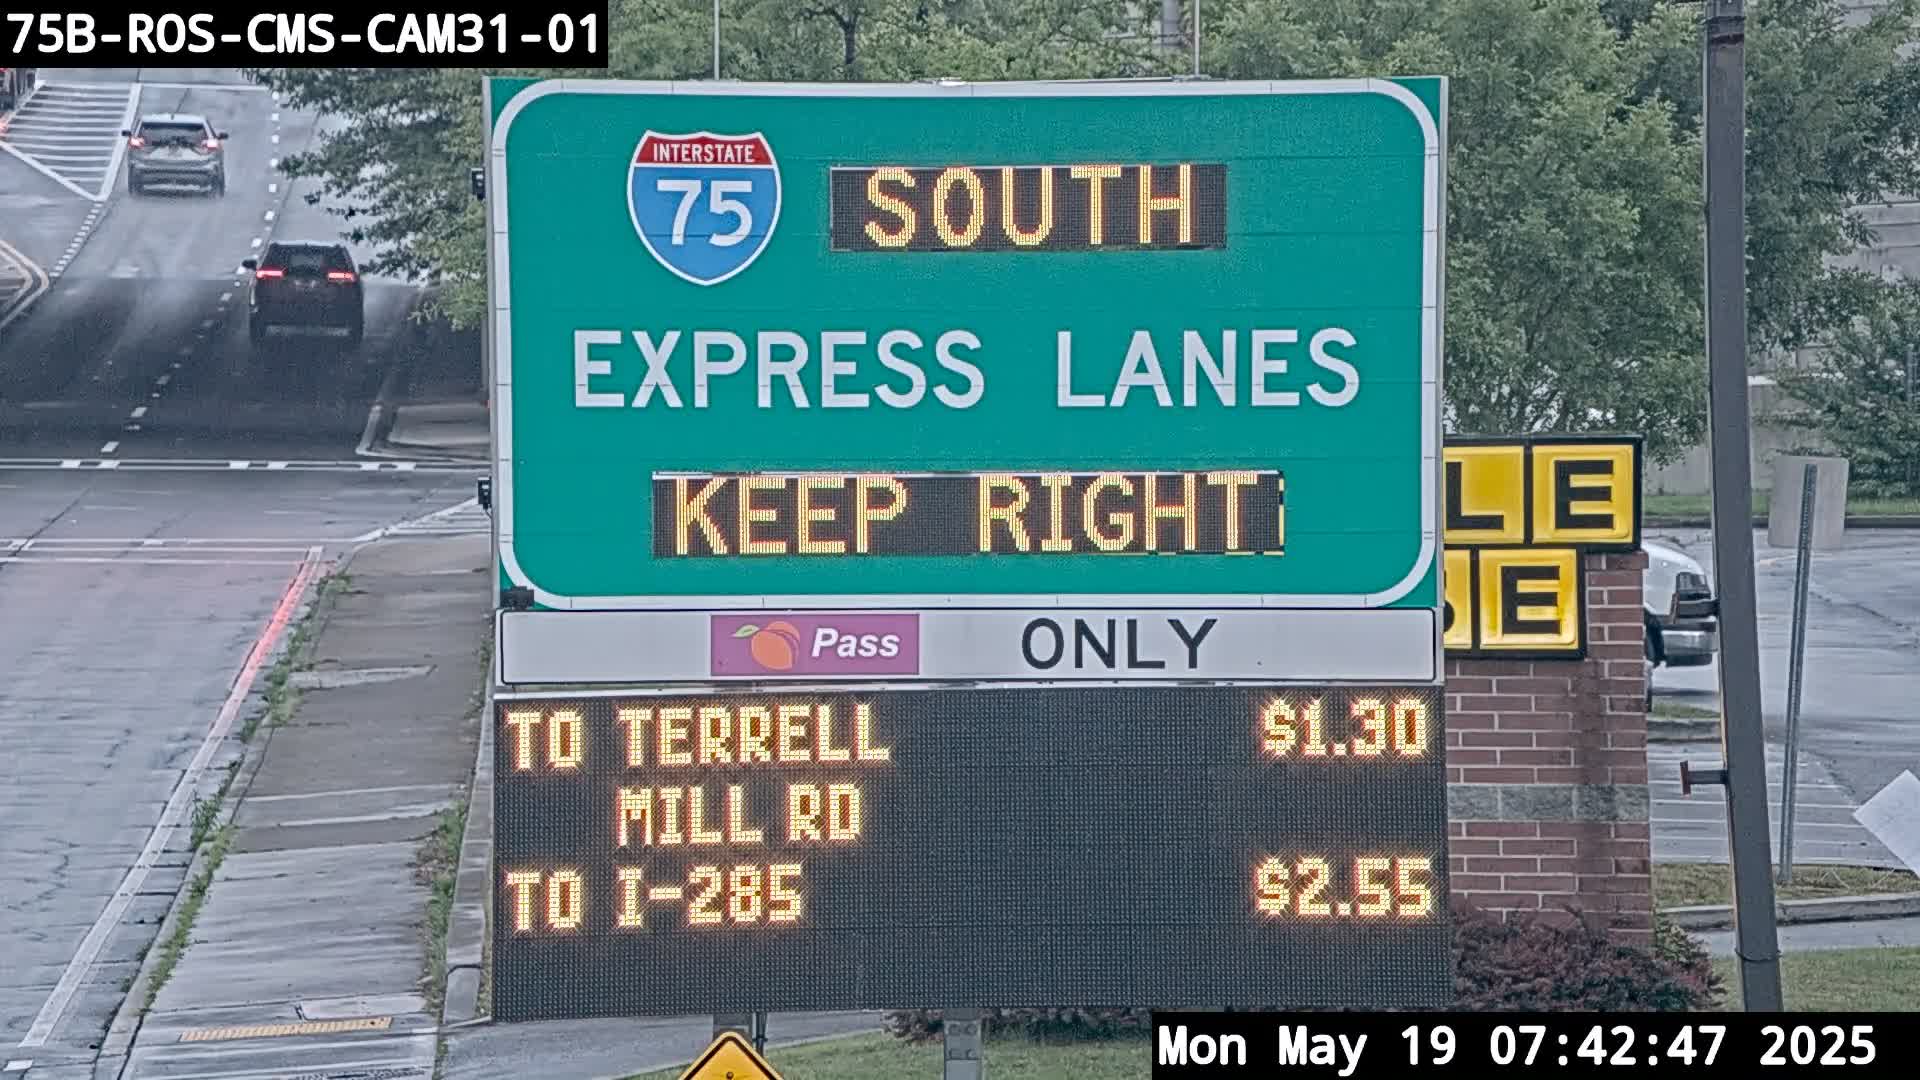 75B-ROS-CMS-CAM31-01
INTERSTATE
75
SOUTH
EXPRESS LANES
KEEP RIGHT
Pass ONLY
TO TERRELL $1.30
MILL RD
TO I-285 $2.55
LE
E
Mon May 19 07:42:47 2025